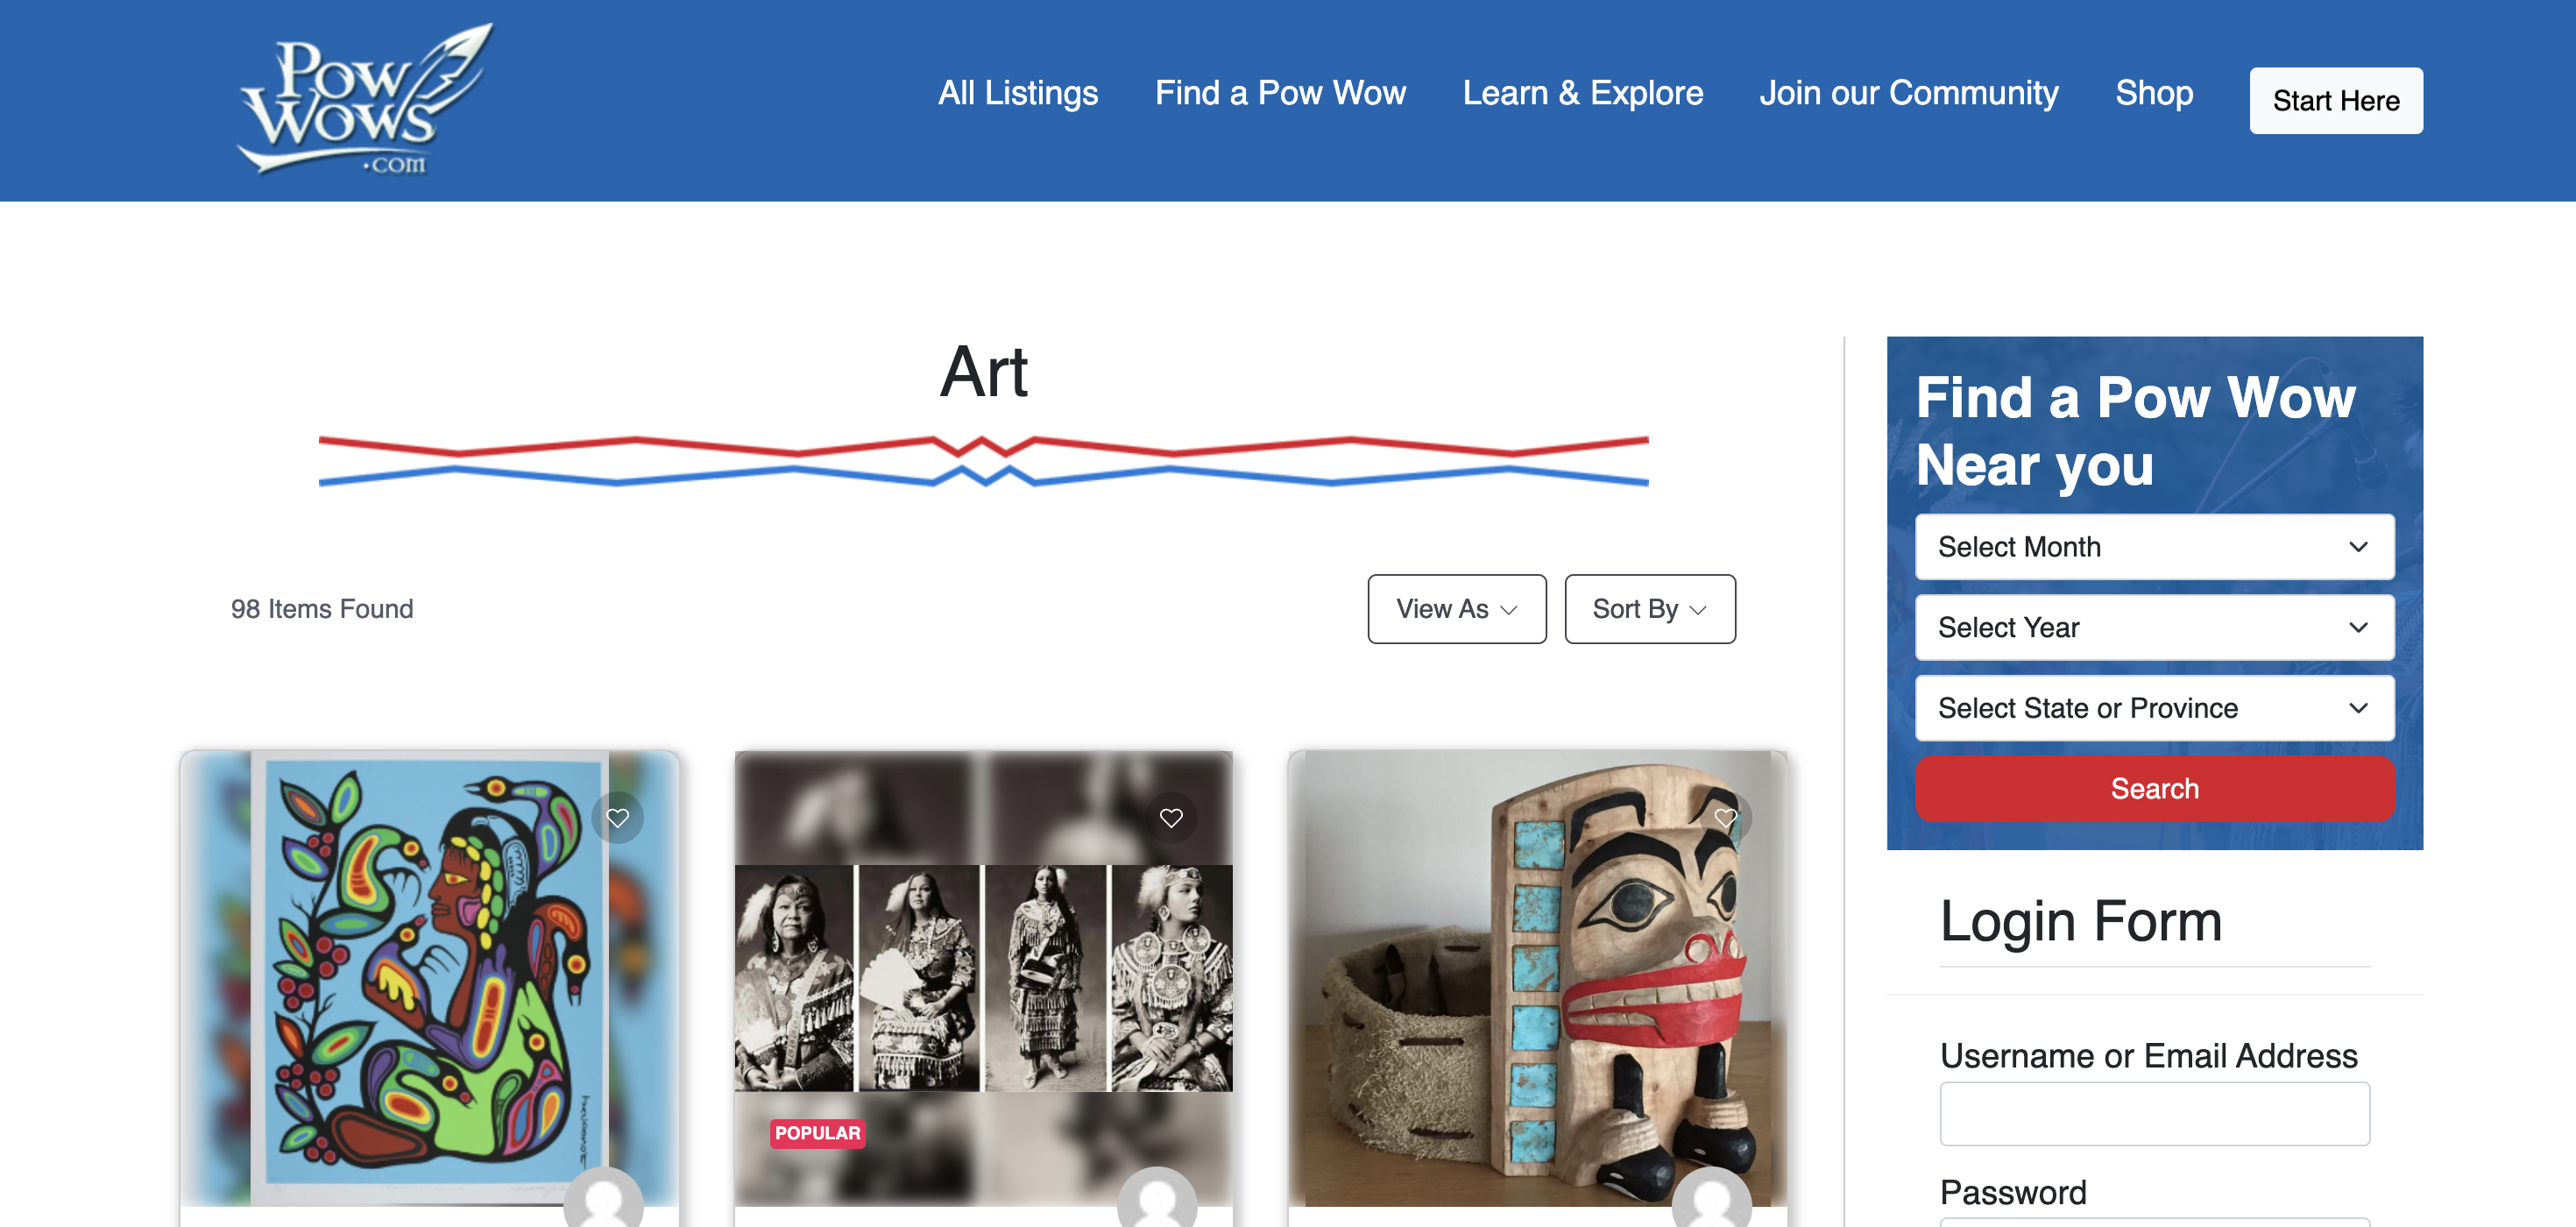 Pow
Wows
.com
All Listings
Find a Pow Wow
Learn & Explore
Join our Community
Shop
Start Here
Art
98 Items Found
View As
Sort By
POPULAR
Find a Pow Wow
Near you
Select Month
Select Year
Select State or Province
Search
Login Form
Username or Email Address
Password